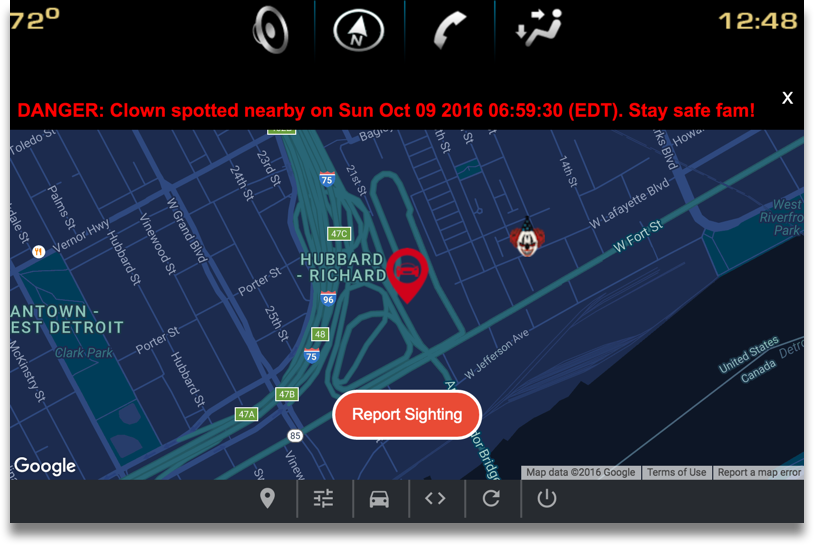 72°
N
12:48
DANGER: Clown spotted nearby on Sun Oct 09 2016 06:59:30 (EDT). Stay safe fam!
X
Toledo St
Bagley
Howa
rks Blvd
23rd St
24th St
21st St
14th St
75
Palms St
dale St
W Grand Blvd
W Lafayette Blvd
West
Riverfro
Park
Vernor Hwy
Hubbard St
Vinewood St
47C
W Fort St
HUBBARD
- RICHARD
Porter St
96
25th St
ANTOWN -
EST DETROIT
48
Clark Park
Porter St
75
W Jefferson Ave
United States
Canada
Detro
McKinstry St
Hubbard St
47B
47A
Report Sighting
85
Vinew
dor Bridge
Google
Map data ©2016 Google
Terms of Use
Report a map error